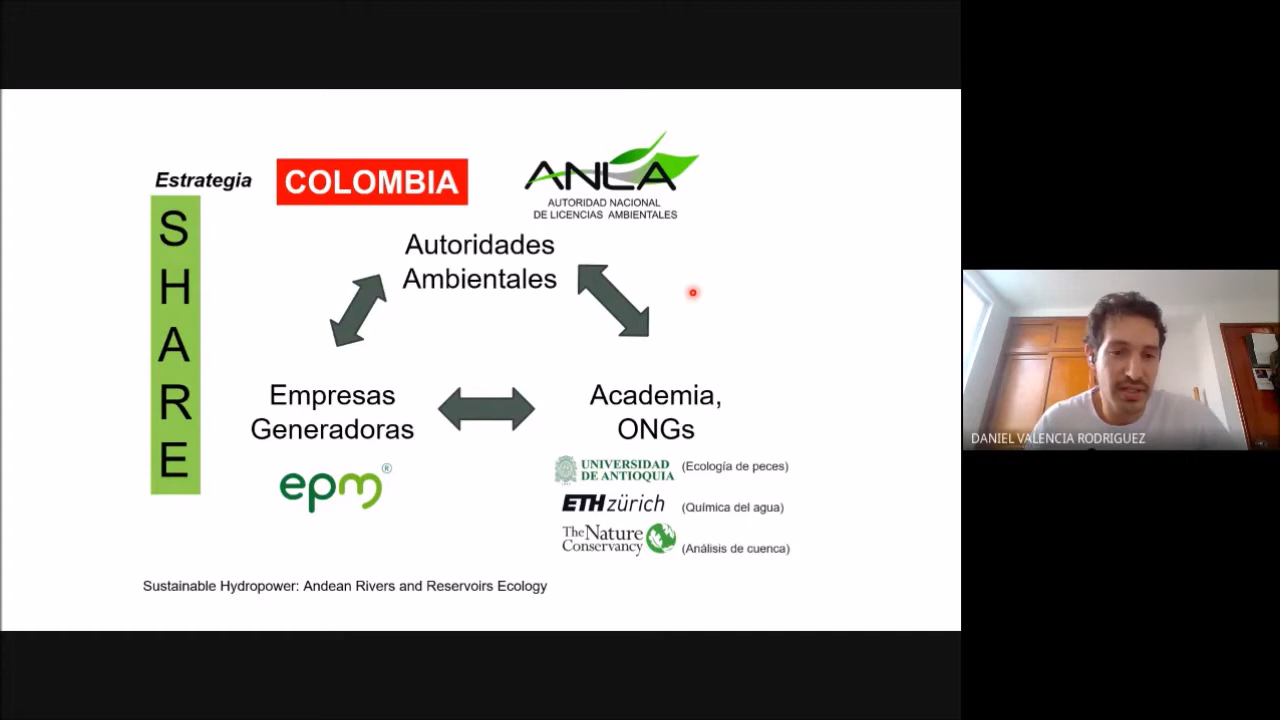 Estrategia
COLOMBIA
ANLA
AUTORIDAD NACIONAL
DE LICENCIAS AMBIENTALES
S
H
A
R
E
Autoridades
Ambientales
Empresas
Generadoras
epm®
Academia,
ONGs
UNIVERSIDAD
DE ANTIOQUIA
(Ecología de peces)
ETH zürich
(Química del agua)
The Nature
Conservancy
(Análisis de cuenca)
Sustainable Hydropower: Andean Rivers and Reservoirs Ecology
DANIEL VALENCIA RODRIGUEZ